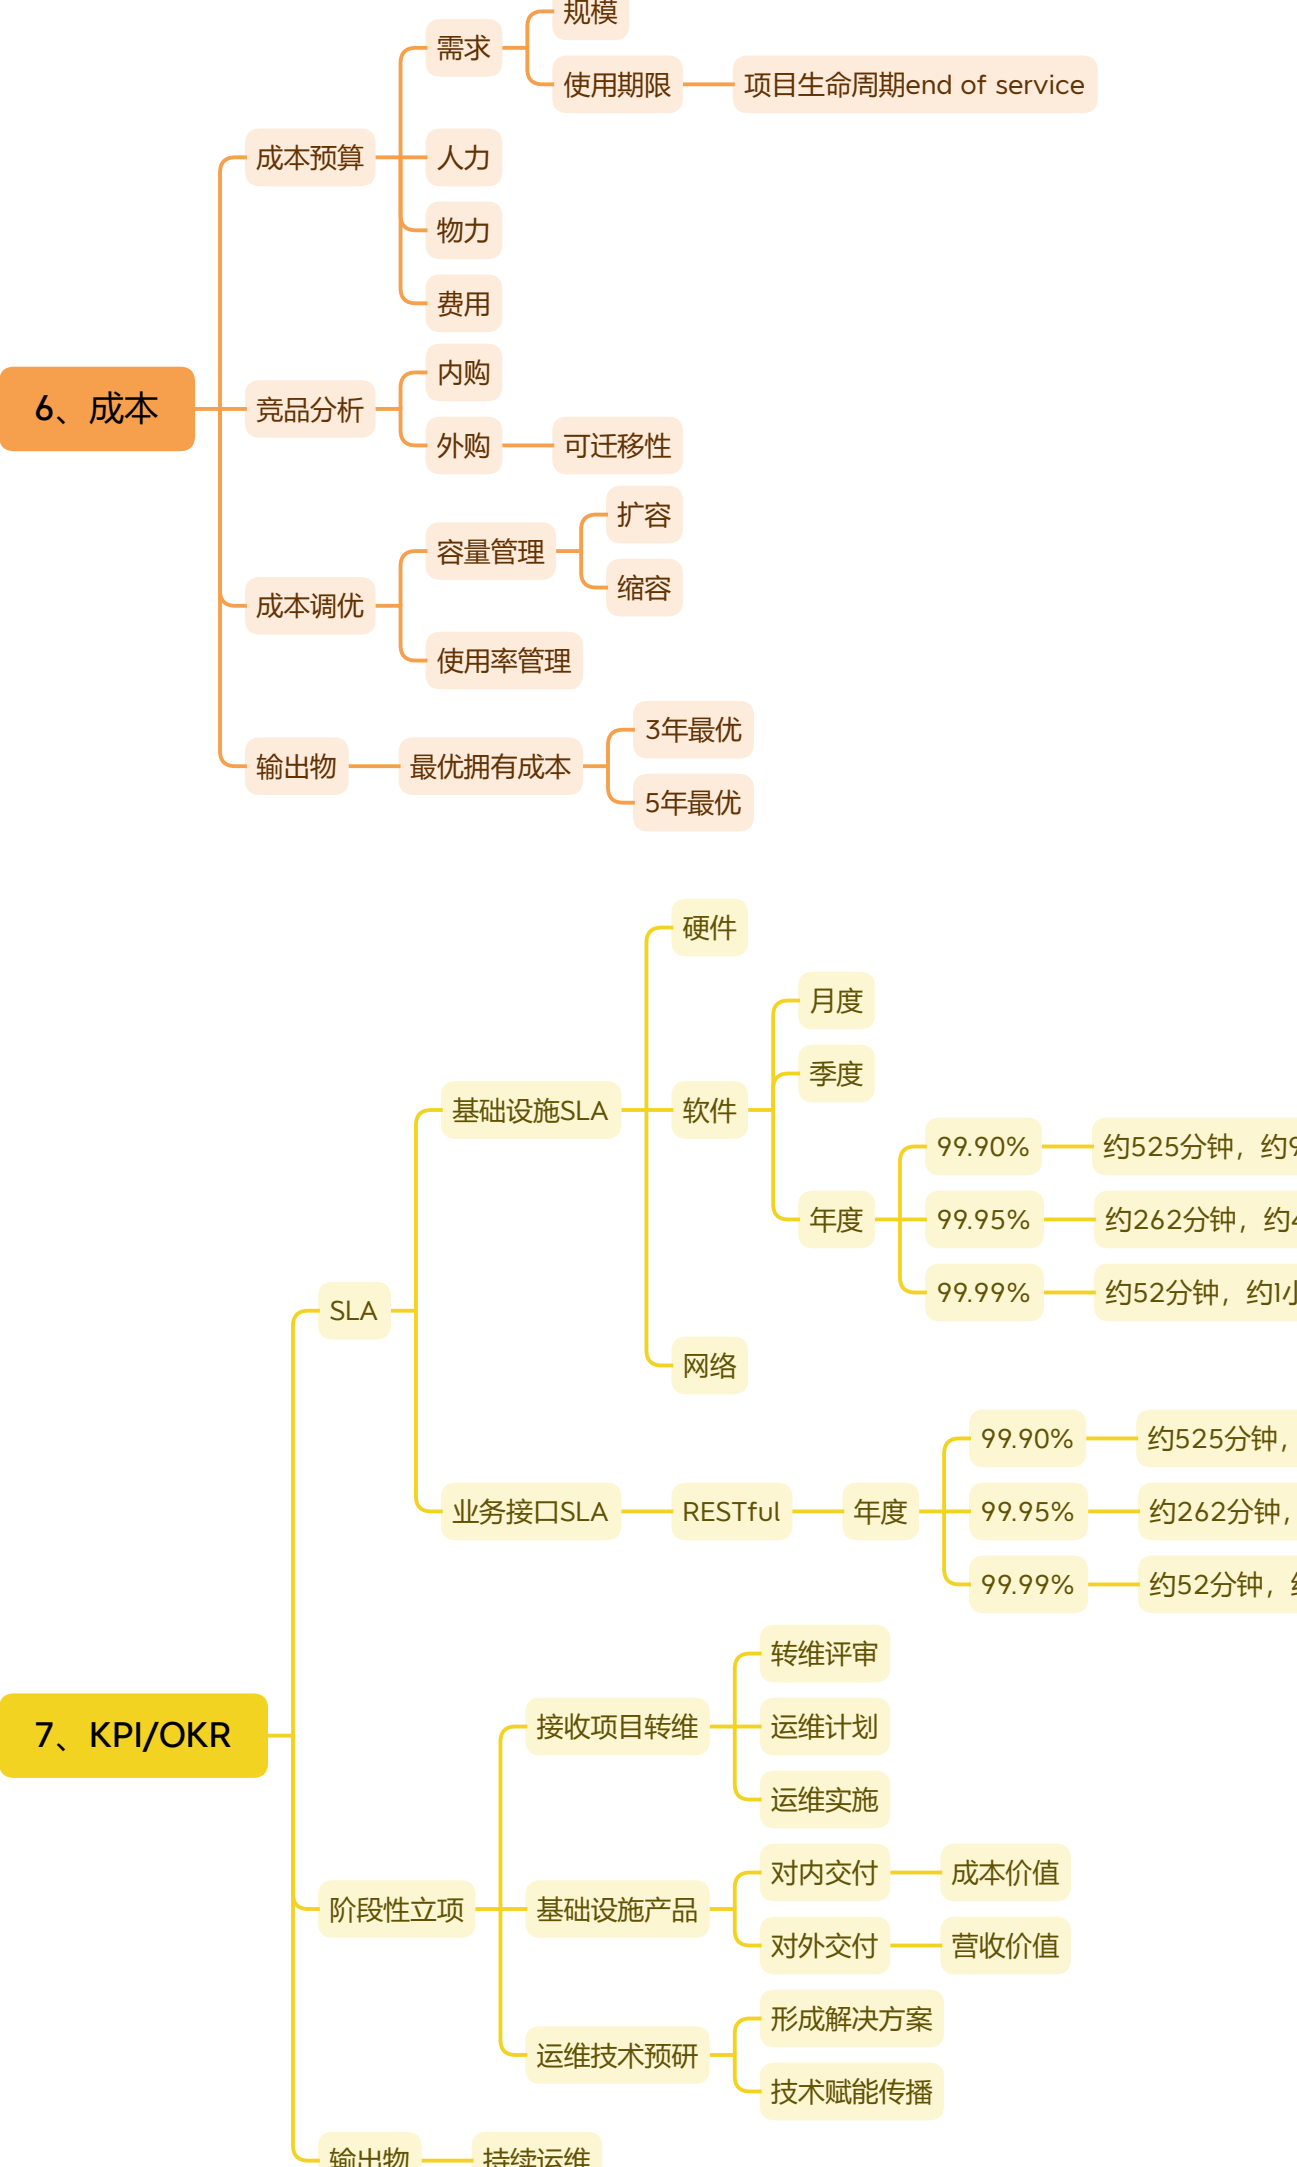 规模
需求
使用期限
项目生命周期end of service
成本预算
人力
物力
费用
内购
6、成本
竞品分析
外购
可迁移性
扩容
容量管理
缩容
成本调优
使用率管理
3年最优
输出物
最优拥有成本
5年最优
硬件
月度
季度
基础设施SLA
软件
99.90%
约525分钟，约9
年度
99.95%
约262分钟，约4
99.99%
约52分钟，约1小
SLA
网络
99.90%
约525分钟，
业务接口SLA
RESTful
年度
99.95%
约262分钟，
99.99%
约52分钟，
转维评审
接收项目转维
运维计划
7、KPI/OKR
运维实施
对内交付
成本价值
阶段性立项
基础设施产品
对外交付
营收价值
形成解决方案
运维技术预研
技术赋能传播
输出物
持续运维